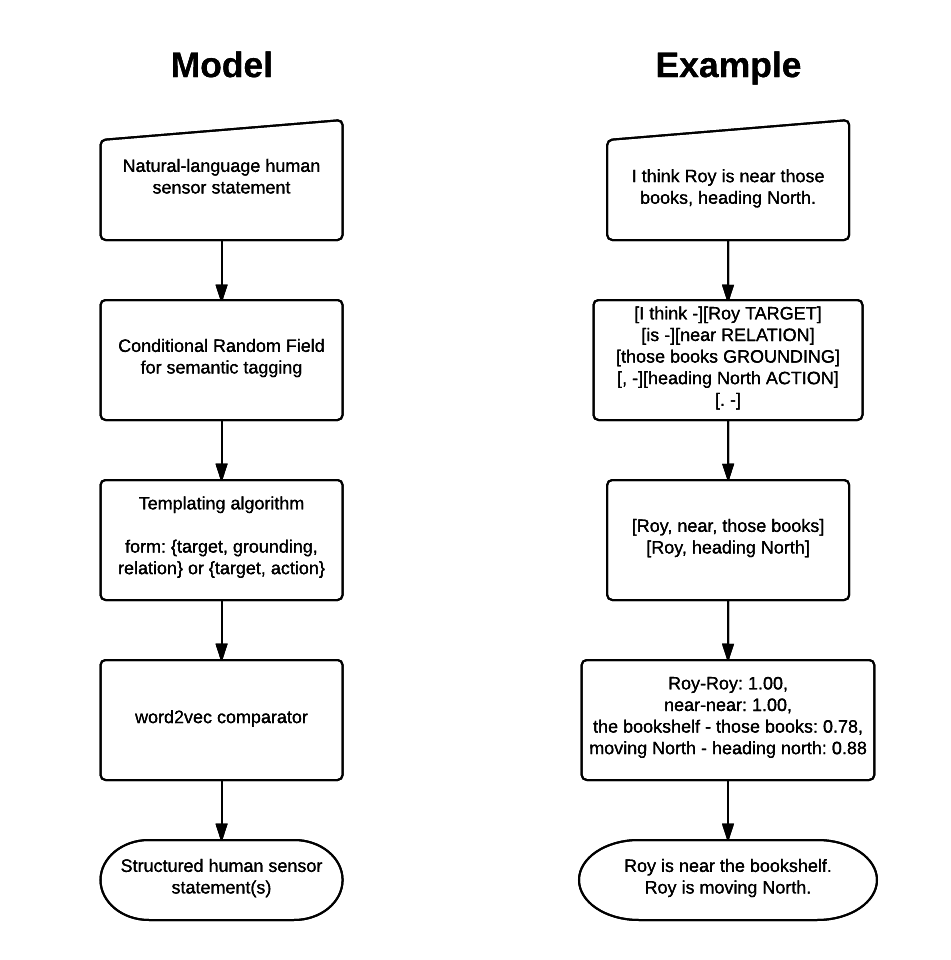 Model
Natural-language human
sensor statement
Conditional Random Field
for semantic tagging
Templating algorithm
form: {target, grounding,
relation} or {target, action}
word2vec comparator
Structured human sensor
statement(s)
Example
I think Roy is near those
books, heading North.
[I think -][Roy TARGET]
[is -][near RELATION]
[those books GROUNDING]
[, -][heading North ACTION]
[. -]
[Roy, near, those books]
[Roy, heading North]
Roy-Roy: 1.00,
near-near: 1.00,
the bookshelf - those books: 0.78,
moving North - heading north: 0.88
Roy is near the bookshelf.
Roy is moving North.